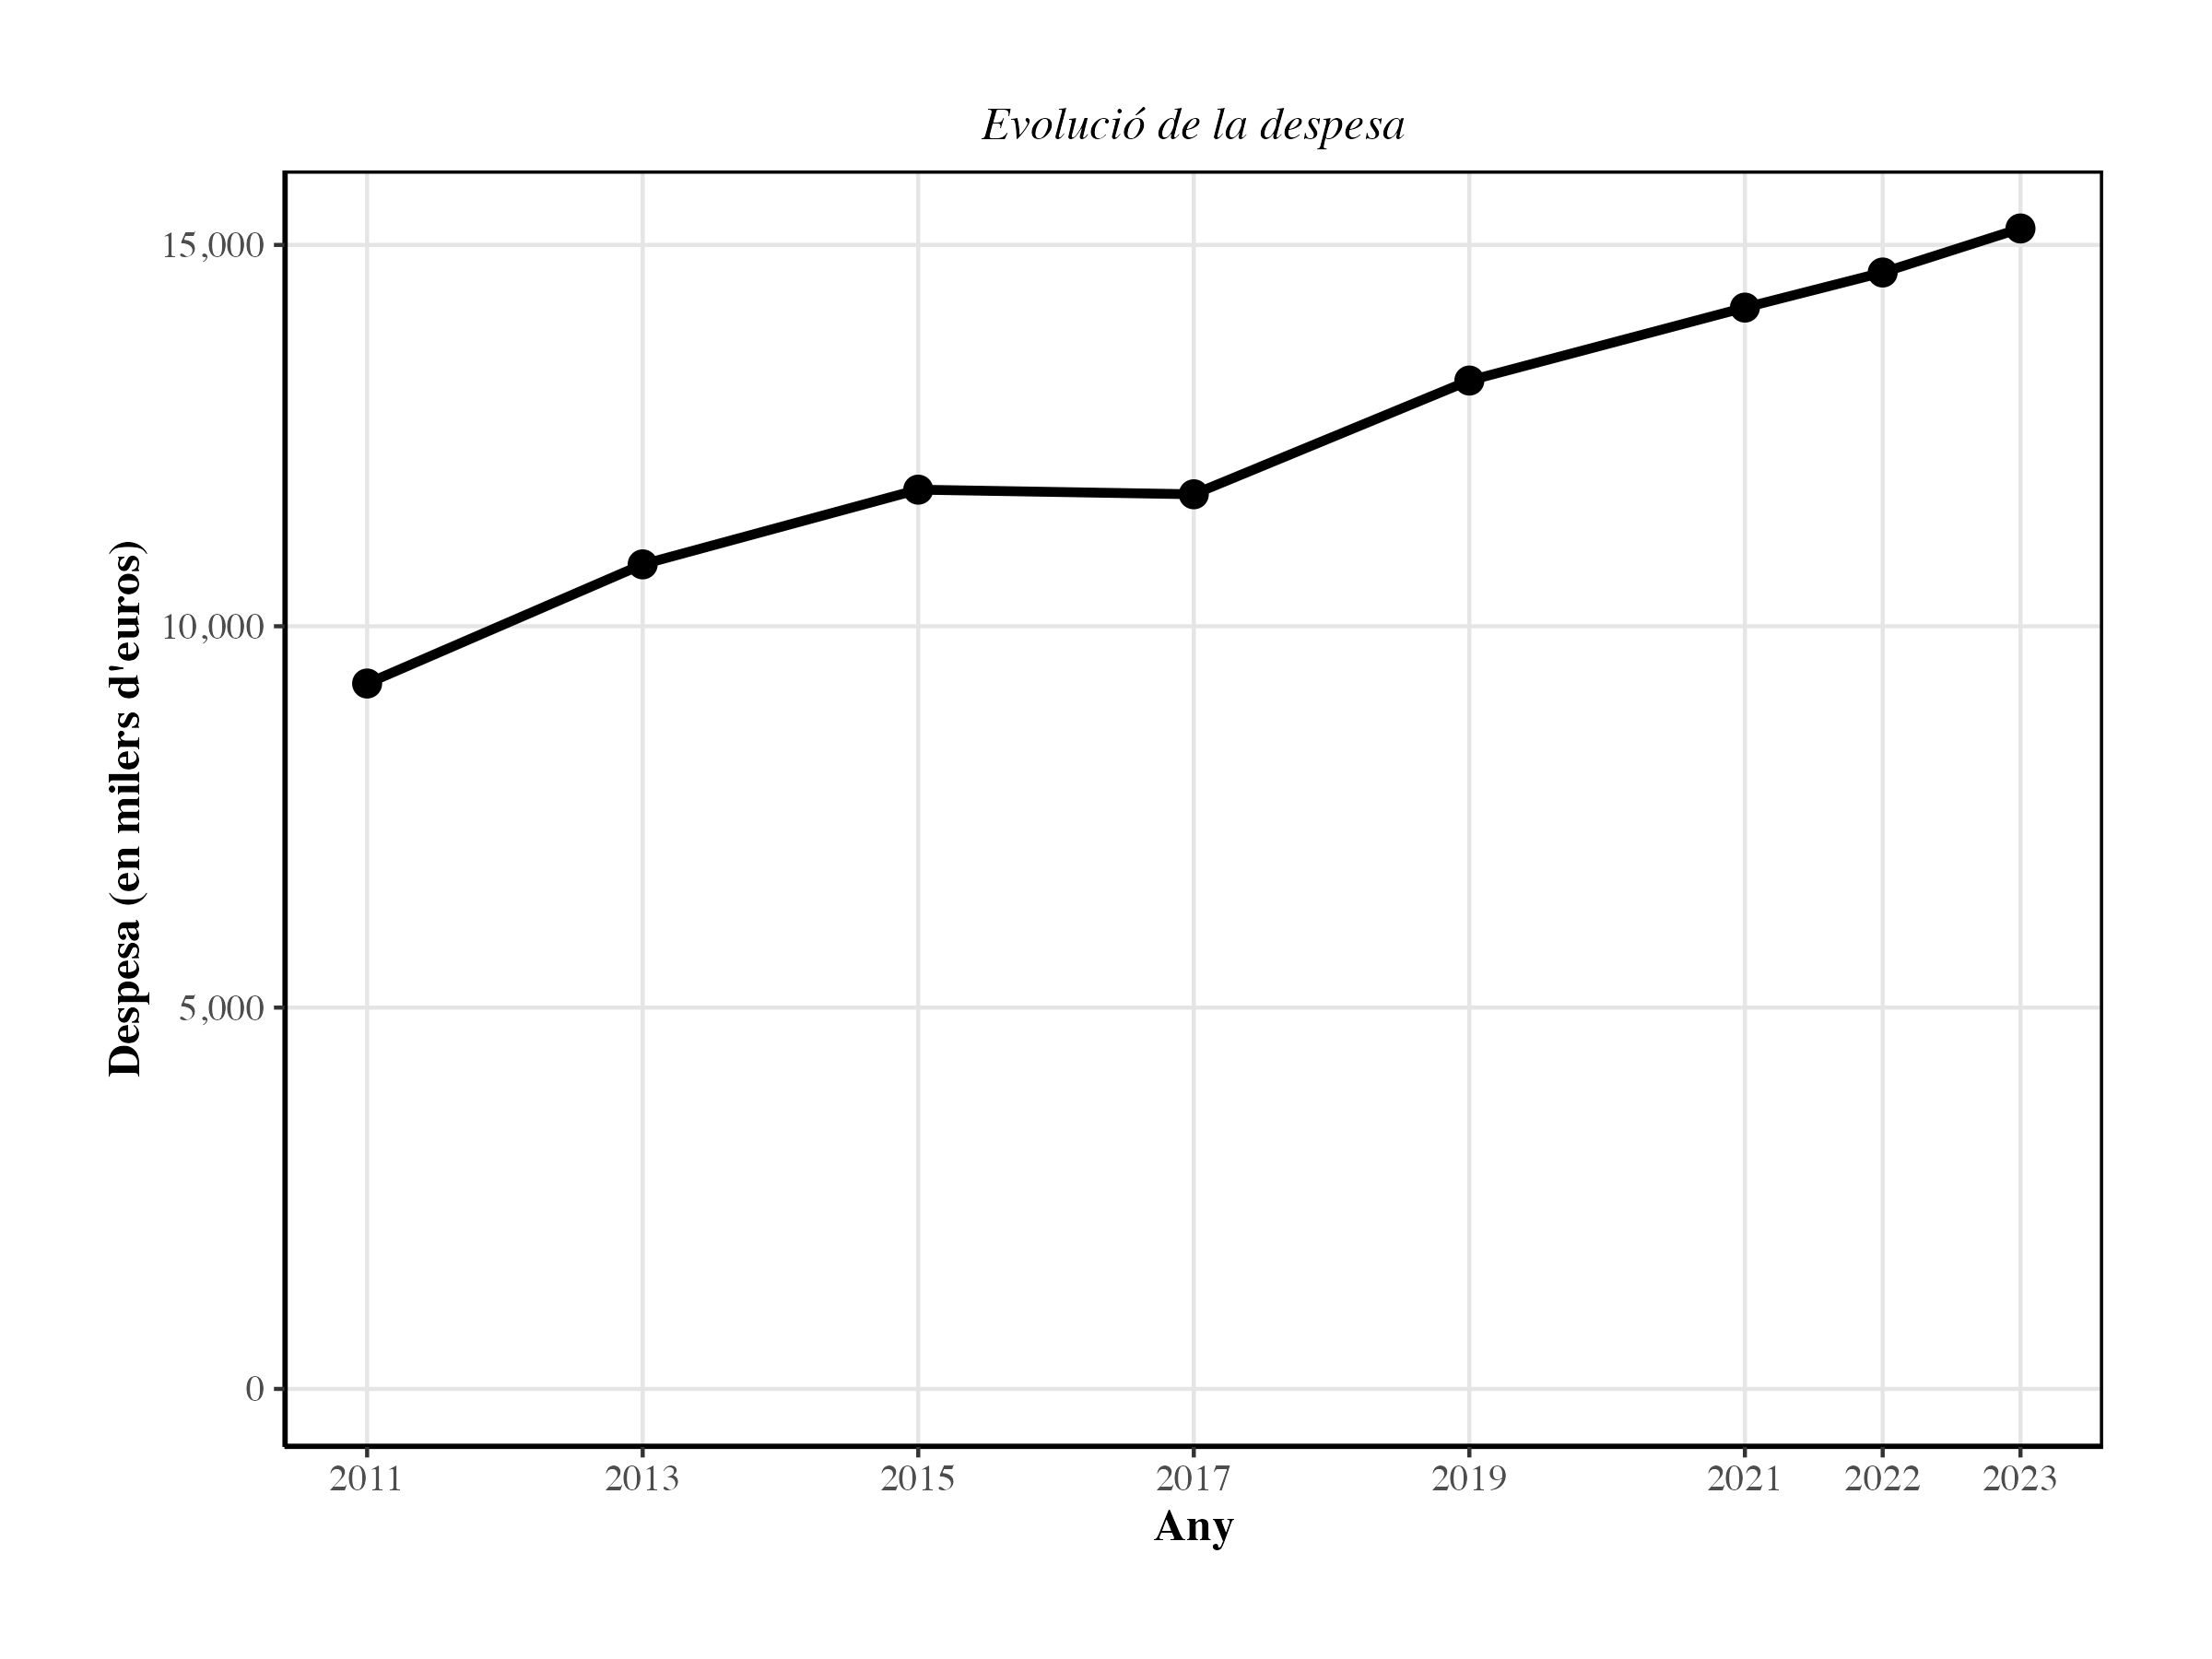 Evolució de la despesa
Despesa (en milers d'euros)
15,000
10,000
5,000
0
2011 2013 2015 2017 2019 2021 2022 2023
Any